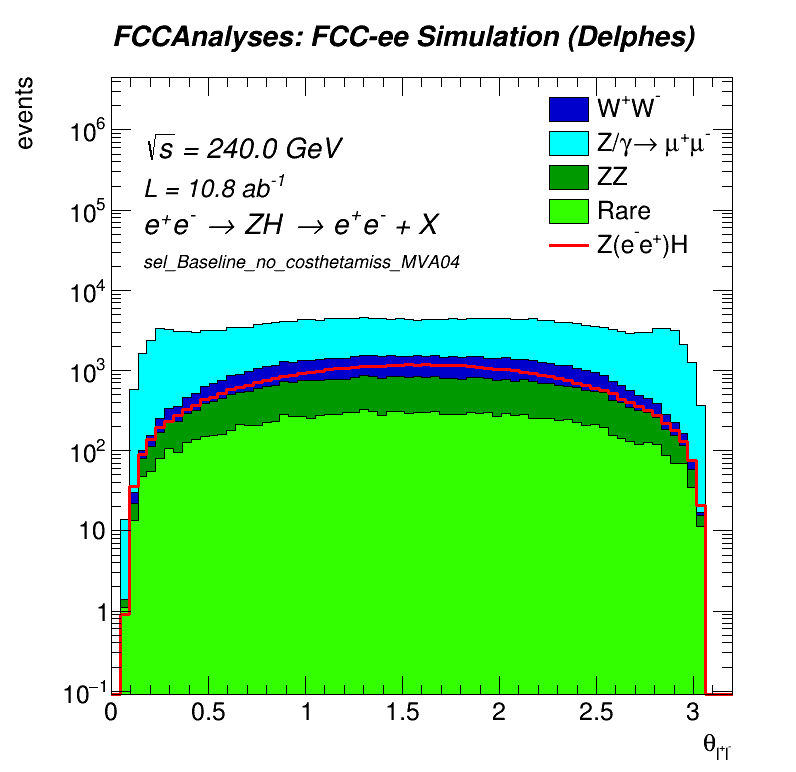 FCCAnalyses: FCC-ee Simulation (Delphes)
events
√s = 240.0 GeV
L = 10.8 ab⁻¹
e⁺e⁻ → ZH → e⁺e⁻ + X
sel_Baseline_no_costhetamiss_MVA04
W⁺W⁻
Z/γ→ μ⁺μ⁻
ZZ
Rare
Z(e⁻e⁺)H
10⁶
10⁵
10⁴
10³
10²
10
1
10⁻¹
0 0.5 1 1.5 2 2.5 3
θ_{l⁺l⁻}